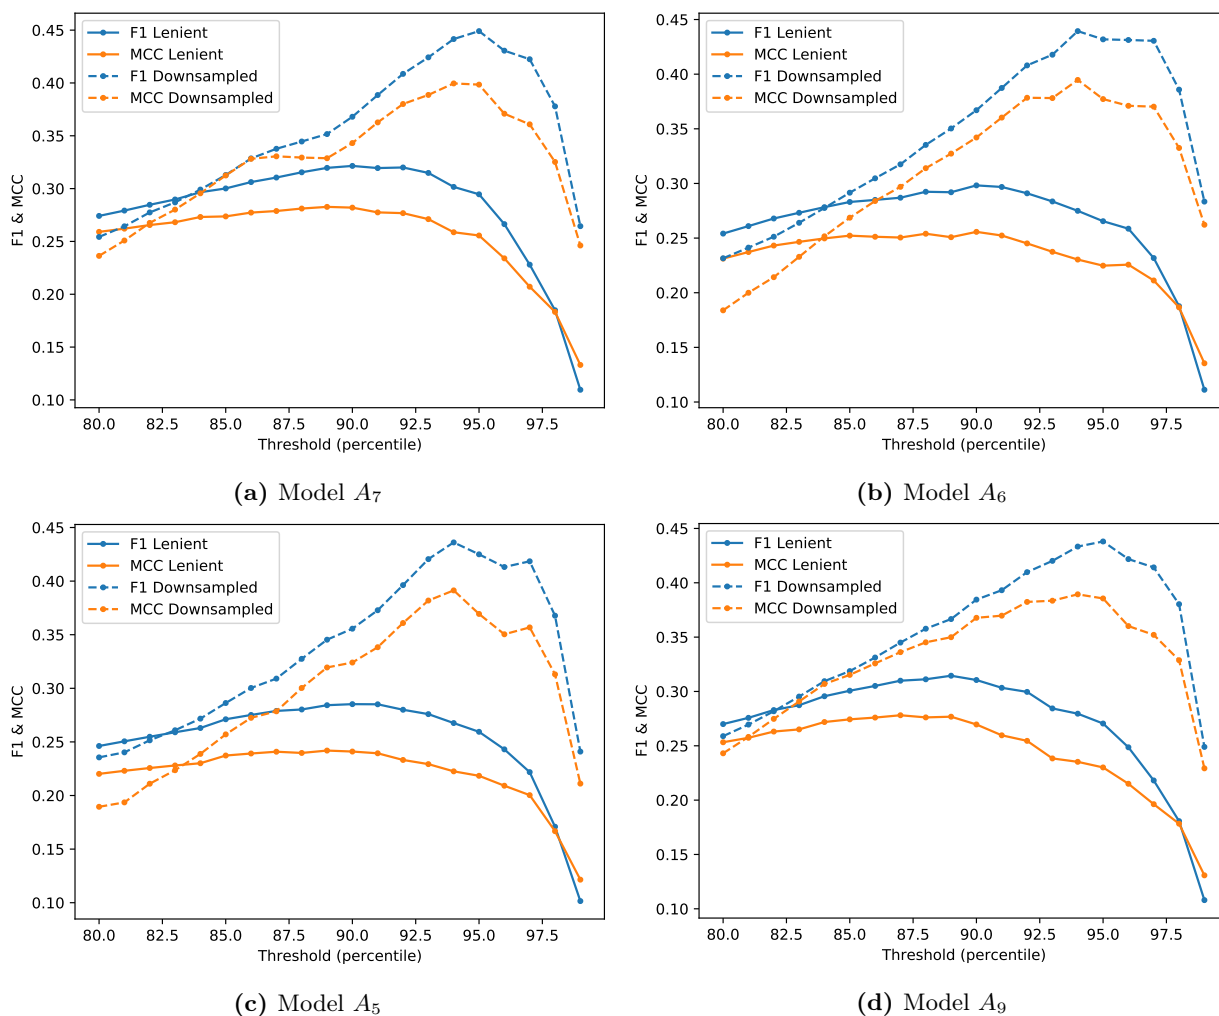 F1 Lenient
MCC Lenient
F1 Downsampled
MCC Downsampled
0.45
0.40
0.35
0.30
0.25
0.20
0.15
0.10
F1 & MCC
80.0 82.5 85.0 87.5 90.0 92.5 95.0 97.5
Threshold (percentile)
(a) Model A₇
F1 Lenient
MCC Lenient
F1 Downsampled
MCC Downsampled
0.45
0.40
0.35
0.30
0.25
0.20
0.15
0.10
F1 & MCC
80.0 82.5 85.0 87.5 90.0 92.5 95.0 97.5
Threshold (percentile)
(b) Model A₆
F1 Lenient
MCC Lenient
F1 Downsampled
MCC Downsampled
0.45
0.40
0.35
0.30
0.25
0.20
0.15
0.10
F1 & MCC
80.0 82.5 85.0 87.5 90.0 92.5 95.0 97.5
Threshold (percentile)
(c) Model A₅
F1 Lenient
MCC Lenient
F1 Downsampled
MCC Downsampled
0.45
0.40
0.35
0.30
0.25
0.20
0.15
0.10
F1 & MCC
80.0 82.5 85.0 87.5 90.0 92.5 95.0 97.5
Threshold (percentile)
(d) Model A₉